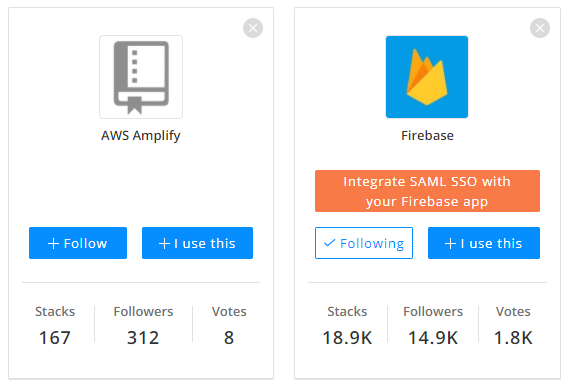 AWS Amplify
+ Follow
+ I use this
Stacks
Followers
Votes
167
312
8
Firebase
Integrate SAML SSO with
your Firebase app
✓ Following
+ I use this
Stacks
Followers
Votes
18.9K
14.9K
1.8K